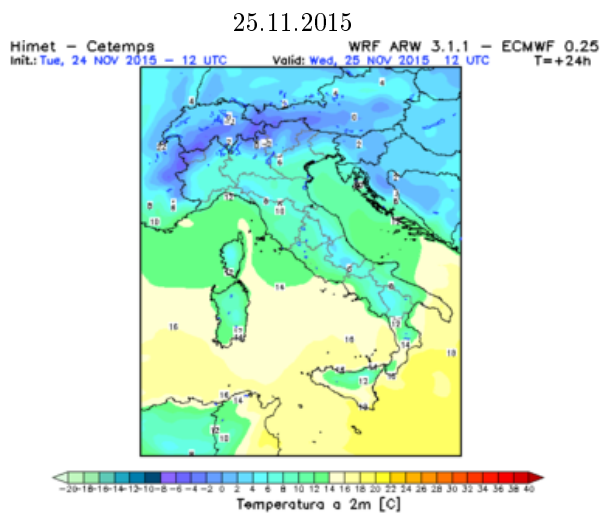 25.11.2015
Himet – Cetemps WRF ARW 3.1.1 – ECMWF 0.25
Init.: Tue, 24 NOV 2015 – 12 UTC Valid: Wed, 25 NOV 2015 12 UTC T=+24h
-20 -18 -16 -14 -12 -10 -8 -6 -4 -2 0 2 4 6 8 10 12 14 16 18 20 22 24 26 28 30 32 34 36 38 40
Temperatura a 2m [C]